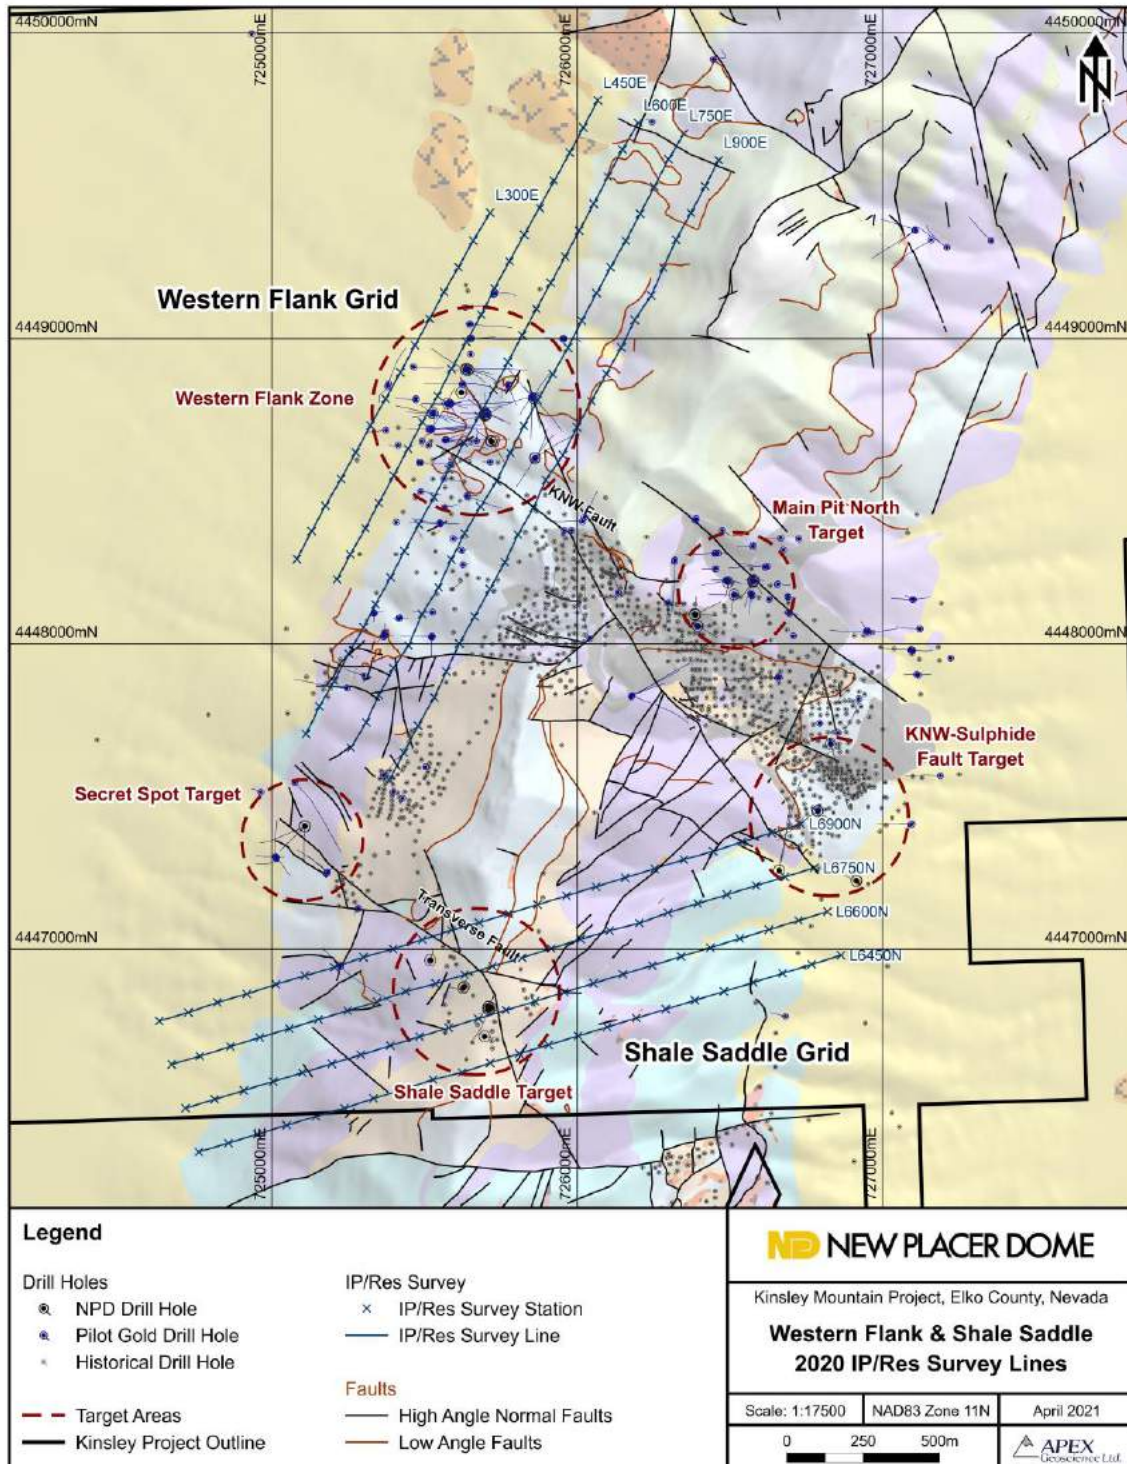 4450000mN
4450000mN
725000mE
726000mE
727000mE
N
L450E
L600E
L750E
L900E
L300E
Western Flank Grid
4449000mN
4449000mN
Western Flank Zone
KNW Fault
Main Pit North
Target
4448000mN
4448000mN
KNW-Sulphide
Fault Target
Secret Spot Target
L6900N
L6750N
Transverse Fault
L6600N
4447000mN
4447000mN
L6450N
Shale Saddle Grid
Shale Saddle Target
725000mE
726000mE
727000mE
Legend
Drill Holes
NPD Drill Hole
Pilot Gold Drill Hole
Historical Drill Hole
Target Areas
Kinsley Project Outline
IP/Res Survey
IP/Res Survey Station
IP/Res Survey Line
Faults
High Angle Normal Faults
Low Angle Faults
ND NEW PLACER DOME
Kinsley Mountain Project, Elko County, Nevada
Western Flank & Shale Saddle
2020 IP/Res Survey Lines
Scale: 1:17500
NAD83 Zone 11N
April 2021
0 250 500m
APEX
Geoscience Ltd.